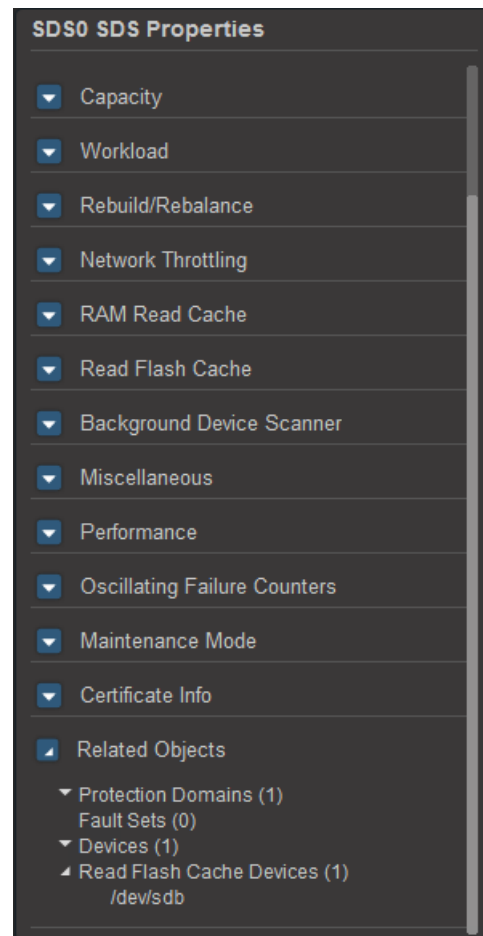 SDS0 SDS Properties
Capacity
Workload
Rebuild/Rebalance
Network Throttling
RAM Read Cache
Read Flash Cache
Background Device Scanner
Miscellaneous
Performance
Oscillating Failure Counters
Maintenance Mode
Certificate Info
Related Objects
Protection Domains (1)
Fault Sets (0)
Devices (1)
Read Flash Cache Devices (1)
/dev/sdb